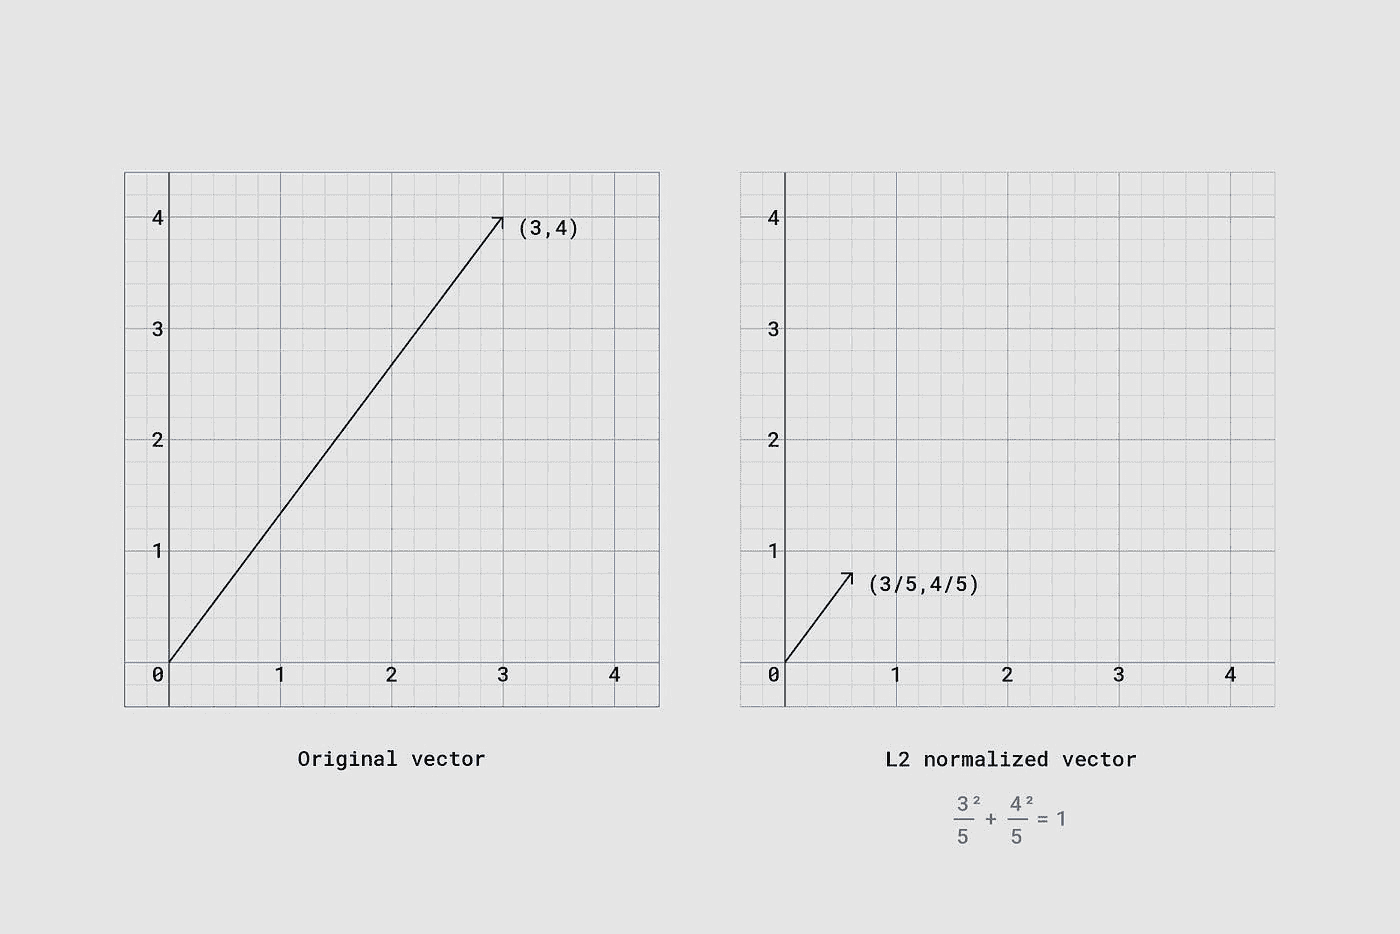 4
(3,4)
3
2
1
0 1 2 3 4
Original vector
4
3
2
1
(3/5,4/5)
0 1 2 3 4
L2 normalized vector
3² 4²
— + — = 1
5 5